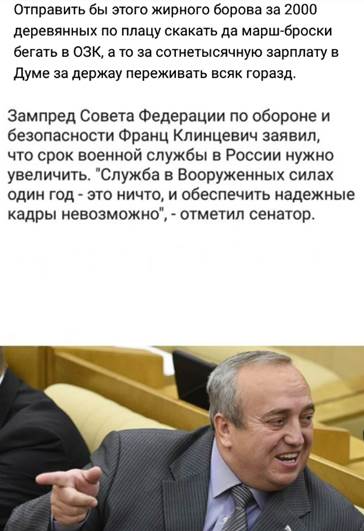 Отправить бы этого жирного борова за 2000
деревянных по плацу скакать да марш-броски
бегать в ОЗК, а то за сотнетысячную зарплату в
Думе за держау переживать всяк горазд.
Зампред Совета Федерации по обороне и
безопасности Франц Клинцевич заявил,
что срок военной службы в России нужно
увеличить. "Служба в Вооруженных силах
один год - это ничто, и обеспечить надежные
кадры невозможно", - отметил сенатор.